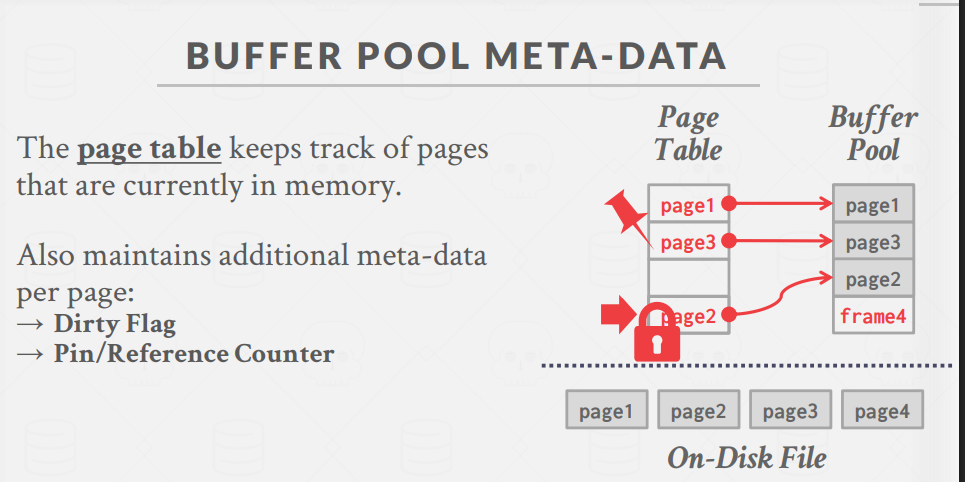 BUFFER POOL META-DATA
The page table keeps track of pages
that are currently in memory.
Also maintains additional meta-data
per page:
→ Dirty Flag
→ Pin/Reference Counter
Page
Table
page1
page3
page2
Buffer
Pool
page1
page3
page2
frame4
page1
page2
page3
page4
On-Disk File